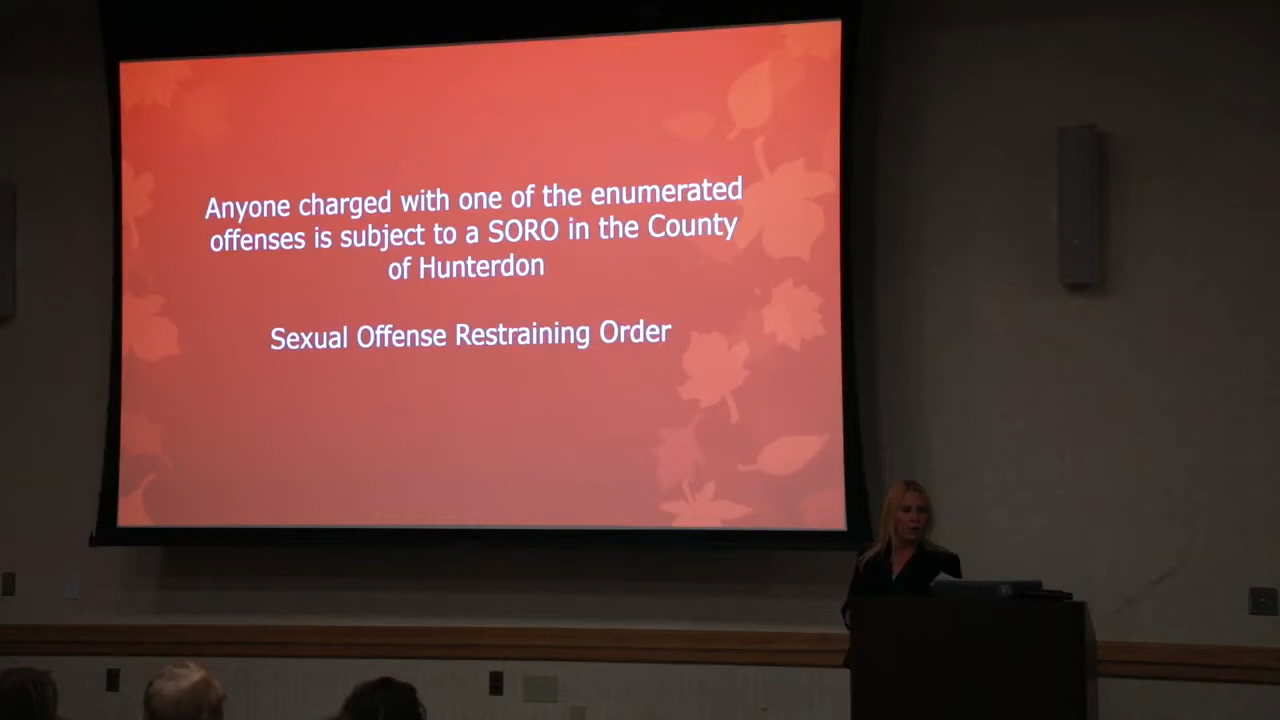 Anyone charged with one of the enumerated
offenses is subject to a SORO in the County
of Hunterdon
Sexual Offense Restraining Order